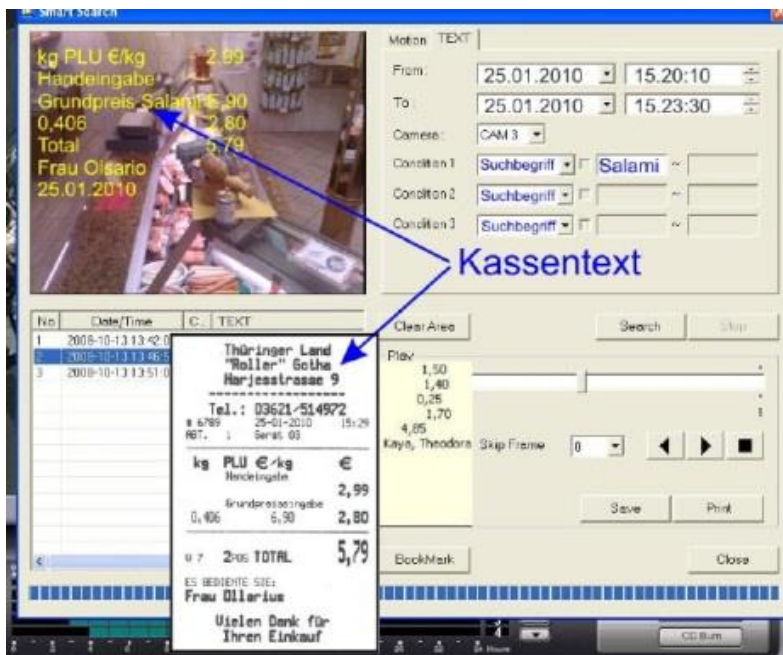 Smart Search
kg PLU €/kg 2,99
Handeingabe
Grundpreis Salami 6,90
0,406 2,80
Total 5,79
Frau Olsario
25.01.2010
Motion TEXT
From: 25.01.2010 15.20:10
To: 25.01.2010 15.23:30
Camera: CAM 3
Condition 1 Suchbegriff Salami ~
Condition 2 Suchbegriff ~
Condition 3 Suchbegriff ~
Kassentext
No Date/Time C.. TEXT
1 2008-10-13 13:42:0
2 2008-10-13 13:46:5
3 2008-10-13 13:51:0
Thüringer Land
"Roller" Gotha
Harjesstrasse 9
Tel.: 03621/514972
# 6789 25-01-2010 15:29
ABT. 1 Gerät 03
kg PLU €/kg €
Handeingabe
2,99
Grundpreiseingabe
0,406 6,90 2,80
2POS TOTAL 5,79
ES BEDIENTE SIE:
Frau Ollarius
Vielen Dank für
Ihren Einkauf
Clear Area Search Stop
Play
1,50
1,40
0,25
1,70
4,85
Kaya, Theodora
Skip Frame 0
Save Print
BookMark Close
Hours
CD Burn